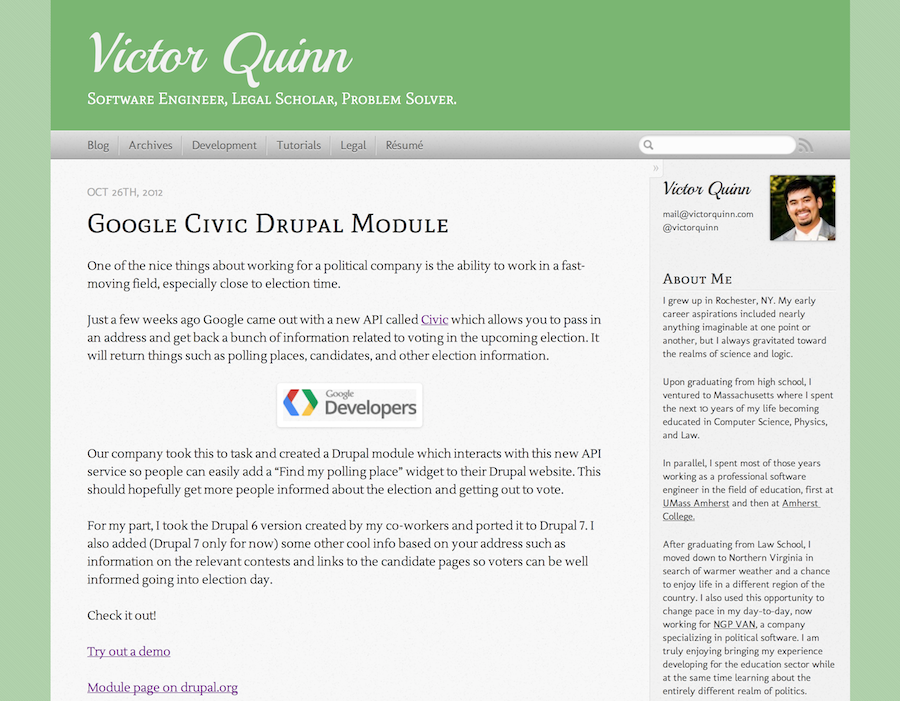 Victor Quinn
Software Engineer, Legal Scholar, Problem Solver.
Blog
Archives
Development
Tutorials
Legal
Résumé
OCT 26TH, 2012
Google Civic Drupal Module
One of the nice things about working for a political company is the ability to work in a fast-
moving field, especially close to election time.
Just a few weeks ago Google came out with a new API called Civic which allows you to pass in
an address and get back a bunch of information related to voting in the upcoming election. It
will return things such as polling places, candidates, and other election information.
Google
Developers
Our company took this to task and created a Drupal module which interacts with this new API
service so people can easily add a “Find my polling place” widget to their Drupal website. This
should hopefully get more people informed about the election and getting out to vote.
For my part, I took the Drupal 6 version created by my co-workers and ported it to Drupal 7. I
also added (Drupal 7 only for now) some other cool info based on your address such as
information on the relevant contests and links to the candidate pages so voters can be well
informed going into election day.
Check it out!
Try out a demo
Module page on drupal.org
»
Victor Quinn
mail@victorquinn.com
@victorquinn
About Me
I grew up in Rochester, NY. My early
career aspirations included nearly
anything imaginable at one point or
another, but I always gravitated toward
the realms of science and logic.
Upon graduating from high school, I
ventured to Massachusetts where I spent
the next 10 years of my life becoming
educated in Computer Science, Physics,
and Law.
In parallel, I spent most of those years
working as a professional software
engineer in the field of education, first at
UMass Amherst and then at Amherst
College.
After graduating from Law School, I
moved down to Northern Virginia in
search of warmer weather and a chance
to enjoy life in a different region of the
country. I also used this opportunity to
change pace in my day-to-day, now
working for NGP VAN, a company
specializing in political software. I am
truly enjoying bringing my experience
developing for the education sector while
at the same time learning about the
entirely different realm of politics.